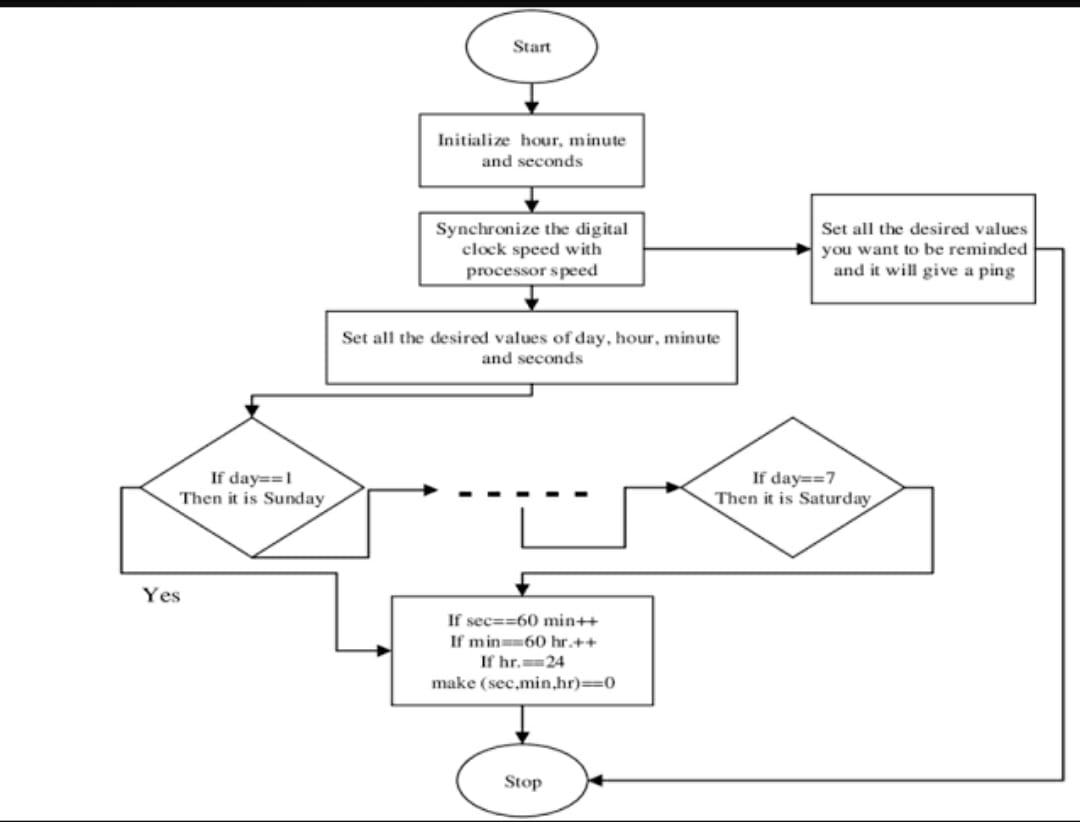 Start
Initialize hour, minute
and seconds
Synchronize the digital
clock speed with
processor speed
Set all the desired values
you want to be reminded
and it will give a ping
Set all the desired values of day, hour, minute
and seconds
If day==1
Then it is Sunday
If day==7
Then it is Saturday
Yes
If sec==60 min++
If min==60 hr.++
If hr.==24
make (sec,min,hr)==0
Stop